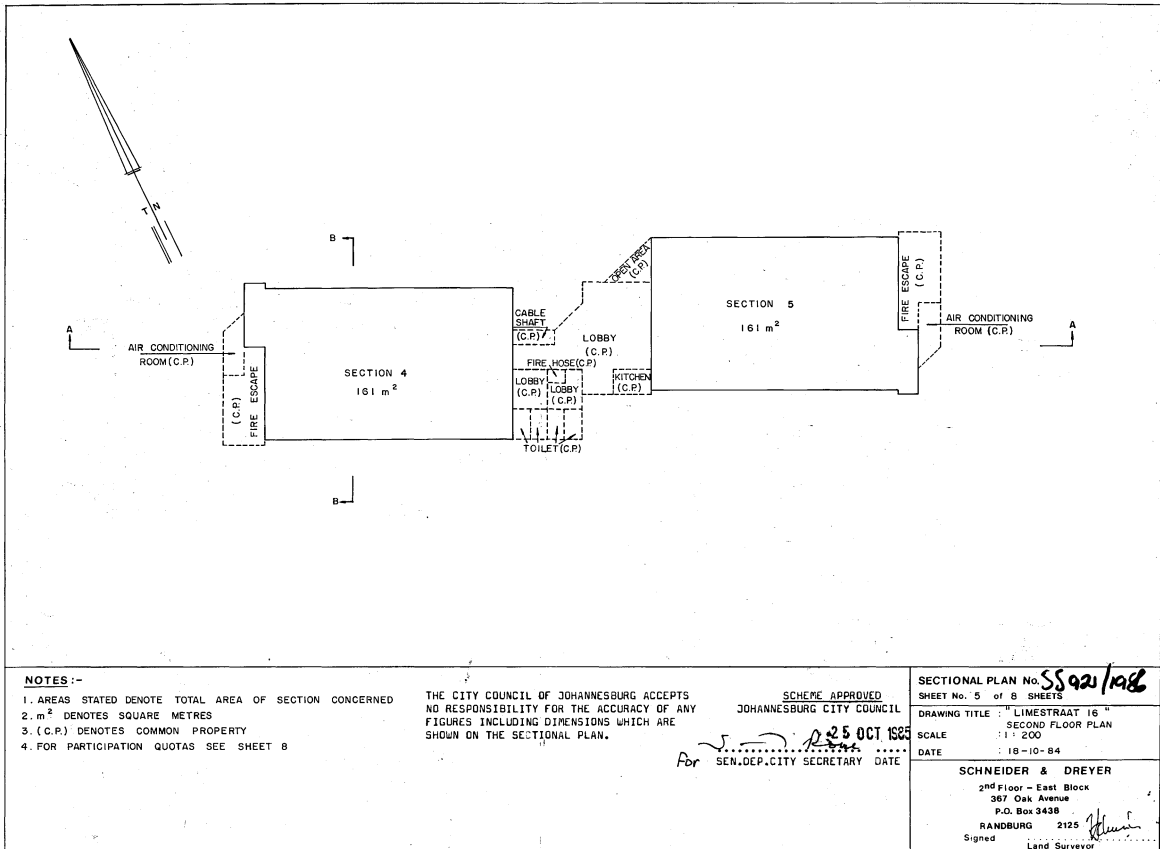 T N
B
OPEN AREA
(C.P.)
FIRE ESCAPE
(C.P.)
CABLE
SHAFT
(C.P.)
SECTION 5
161 m²
AIR CONDITIONING
ROOM (C.P.)
A
A
AIR CONDITIONING
ROOM (C.P.)
LOBBY
(C.P.)
FIRE HOSE (C.P.)
SECTION 4
161 m²
LOBBY
(C.P.)
LOBBY
(C.P.)
KITCHEN
(C.P.)
(C.P.)
FIRE ESCAPE
TOILET (C.P.)
B
NOTES :-
1. AREAS STATED DENOTE TOTAL AREA OF SECTION CONCERNED
2. m² DENOTES SQUARE METRES
3. (C.P.) DENOTES COMMON PROPERTY
4. FOR PARTICIPATION QUOTAS SEE SHEET 8
THE CITY COUNCIL OF JOHANNESBURG ACCEPTS
NO RESPONSIBILITY FOR THE ACCURACY OF ANY
FIGURES INCLUDING DIMENSIONS WHICH ARE
SHOWN ON THE SECTIONAL PLAN.
SCHEME APPROVED
JOHANNESBURG CITY COUNCIL
25 OCT 1985
For SEN.DEP.CITY SECRETARY DATE
SECTIONAL PLAN No. SS 921/1986
SHEET No. 5 of 8 SHEETS
DRAWING TITLE : "LIMESTRAAT 16"
SECOND FLOOR PLAN
SCALE : 1 : 200
DATE : 18-10-84
SCHNEIDER & DREYER
2nd Floor - East Block
367 Oak Avenue
P.O. Box 3438
RANDBURG 2125
Signed
Land Surveyor